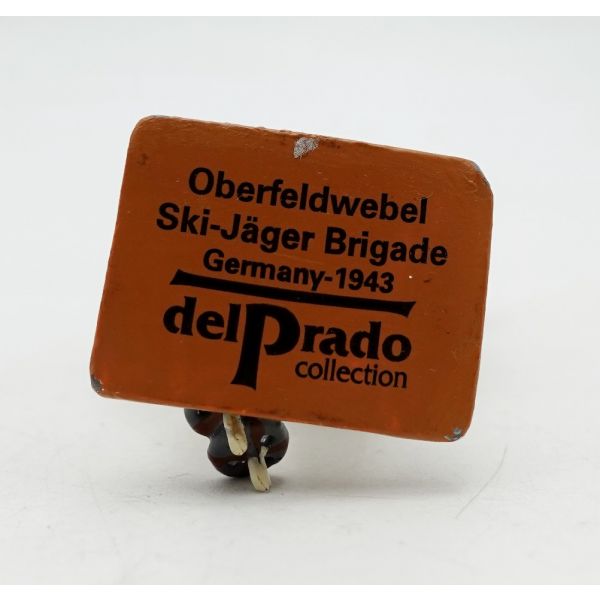 Oberfeldwebel
Ski-Jäger Brigade
Germany-1943
delPrado
collection